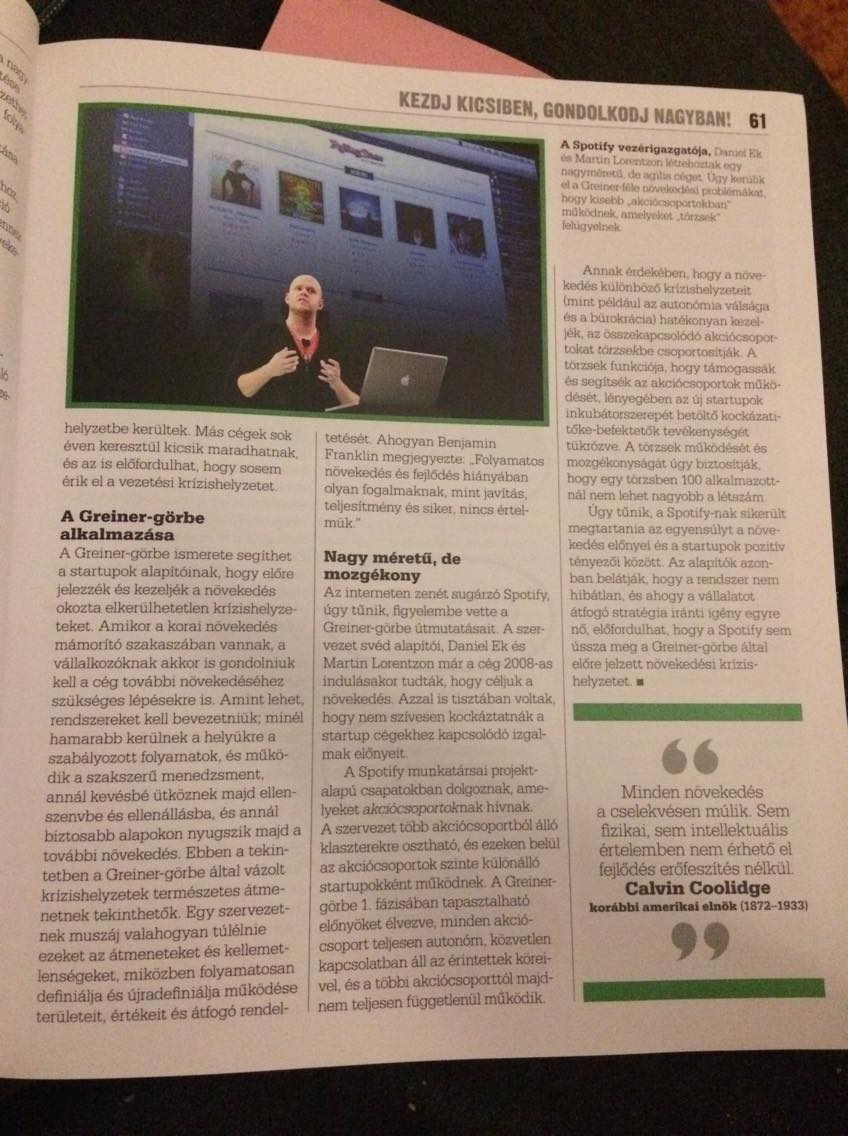 KEZDJ KICSIBEN, GONDOLKODJ NAGYBAN! 61
A Spotify vezérigazgatója, Daniel Ek
és Martin Lorentzon létrehoztak egy
nagyméretű, de agilis céget. Úgy kerülik
el a Greiner-féle növekedési problémákat,
hogy kisebb „akciócsoportokban”
működnek, amelyeket „törzsek”
felügyelnek
RollingStone
helyzetbe kerültek. Más cégek sok
éven keresztül kicsik maradhatnak,
és az is előfordulhat, hogy sosem
érik el a vezetési krízishelyzetet.
A Greiner-görbe
alkalmazása
A Greiner-görbe ismerete segíthet
a startupok alapítóinak, hogy előre
jelezzék és kezeljék a növekedés
okozta elkerülhetetlen krízishelyze-
teket. Amikor a korai növekedés
mámorító szakaszában vannak, a
vállalkozóknak akkor is gondolniuk
kell a cég további növekedéséhez
szükséges lépésekre is. Amint lehet,
rendszereket kell bevezetniük; minél
hamarabb kerülnek a helyükre a
szabályozott folyamatok, és műkö-
dik a szakszerű menedzsment,
annál kevésbé ütköznek majd ellen-
szenvbe és ellenállásba, és annál
biztosabb alapokon nyugszik majd a
további növekedés. Ebben a tekin-
tetben a Greiner-görbe által vázolt
krízishelyzetek természetes átme-
netnek tekinthetők. Egy szervezet-
nek muszáj valahogyan túlélnie
ezeket az átmeneteket és kellemet-
lenségeket, miközben folyamatosan
definiálja és újradefiniálja működése
területeit, értékeit és átfogó rendel-
tetését. Ahogyan Benjamin
Franklin megjegyezte: „Folyamatos
növekedés és fejlődés hiányában
olyan fogalmaknak, mint javítás,
teljesítmény és siker, nincs értel-
mük.”
Nagy méretű, de
mozgékony
Az interneten zenét sugárzó Spotify,
úgy tűnik, figyelembe vette a
Greiner-görbe útmutatásait. A szer-
vezet svéd alapítói, Daniel Ek és
Martin Lorentzon már a cég 2008-as
indulásakor tudták, hogy céljuk a
növekedés. Azzal is tisztában voltak,
hogy nem szívesen kockáztatnák a
startup cégekhez kapcsolódó izgal-
mak előnyeit.
A Spotify munkatársai projekt-
alapú csapatokban dolgoznak, ame-
lyeket akciócsoportoknak hívnak.
A szervezet több akciócsoportból álló
klaszterekre osztható, és ezeken belül
az akciócsoportok szinte különálló
startupokként működnek. A Greiner-
görbe 1. fázisában tapasztalható
előnyöket élvezve, minden akció-
csoport teljesen autonóm, közvetlen
kapcsolatban áll az érintettek körei-
vel, és a többi akciócsoporttól majd-
nem teljesen függetlenül működik.
Annak érdekében, hogy a növe-
kedés különböző krízishelyzeteit
(mint például az autonómia válsága
és a bürokrácia) hatékonyan kezel-
jék, az összekapcsolódó akciócsopor-
tokat törzsekbe csoportosítják. A
törzsek funkciója, hogy támogassák
és segítsék az akciócsoportok műkö-
dését, lényegében az új startupok
inkubátorszerepét betöltő kockázati-
tőke-befektetők tevékenységét
tükrözve. A törzsek működését és
mozgékonyságát úgy biztosítják,
hogy egy törzsben 100 alkalmazott-
nál nem lehet nagyobb a létszám.
Úgy tűnik, a Spotify-nak sikerült
megtartania az egyensúlyt a növe-
kedés előnyei és a startupok pozitív
tényezői között. Az alapítók azon-
ban belátják, hogy a rendszer nem
hibátlan, és ahogy a vállalatot
átfogó stratégia iránti igény egyre
nő, előfordulhat, hogy a Spotify sem
ússza meg a Greiner-görbe által
előre jelzett növekedési krízis-
helyzetet. ■
“
Minden növekedés
a cselekvésen múlik. Sem
fizikai, sem intellektuális
értelemben nem érhető el
fejlődés erőfeszítés nélkül.
Calvin Coolidge
korábbi amerikai elnök (1872–1933)
”